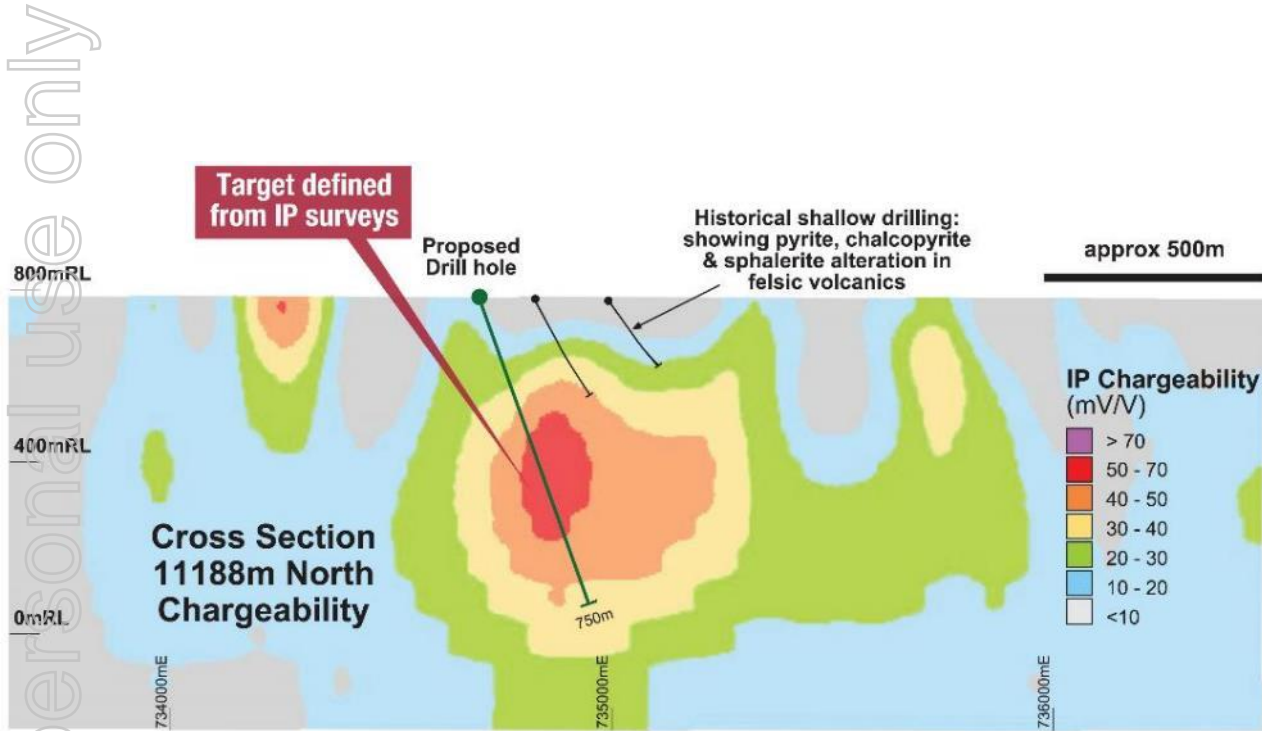 For personal use only
Target defined
from IP surveys
Proposed
Drill hole
Historical shallow drilling:
showing pyrite, chalcopyrite
& sphalerite alteration in
felsic volcanics
approx 500m
800mRL
400mRL
0mRL
Cross Section
11188m North
Chargeability
750m
734000mE
735000mE
736000mE
IP Chargeability
(mV/V)
> 70
50 - 70
40 - 50
30 - 40
20 - 30
10 - 20
<10